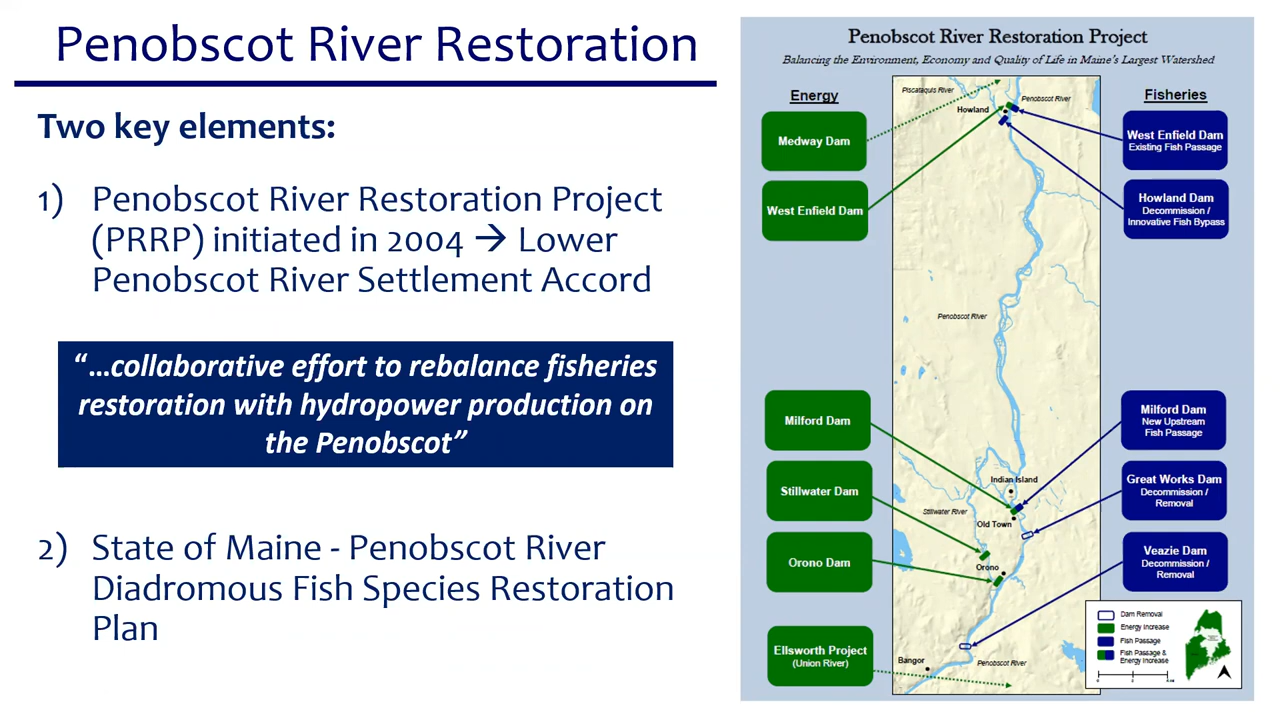 Penobscot River Restoration
Two key elements:
1) Penobscot River Restoration Project
(PRRP) initiated in 2004 → Lower
Penobscot River Settlement Accord
“…collaborative effort to rebalance fisheries
restoration with hydropower production on
the Penobscot”
2) State of Maine - Penobscot River
Diadromous Fish Species Restoration
Plan
Penobscot River Restoration Project
Balancing the Environment, Economy and Quality of Life in Maine's Largest Watershed
Energy
Medway Dam
West Enfield Dam
Milford Dam
Stillwater Dam
Orono Dam
Ellsworth Project
(Union River)
Piscataquis River
Penobscot River
Howland
Penobscot River
Indian Island
Stillwater River
Old Town
Orono
Bangor
Penobscot River
Fisheries
West Enfield Dam
Existing Fish Passage
Howland Dam
Decommission /
Innovative Fish Bypass
Milford Dam
New Upstream
Fish Passage
Great Works Dam
Decommission /
Removal
Veazie Dam
Decommission /
Removal
Dam Removal
Energy Increase
Fish Passage
Fish Passage &
Energy Increase